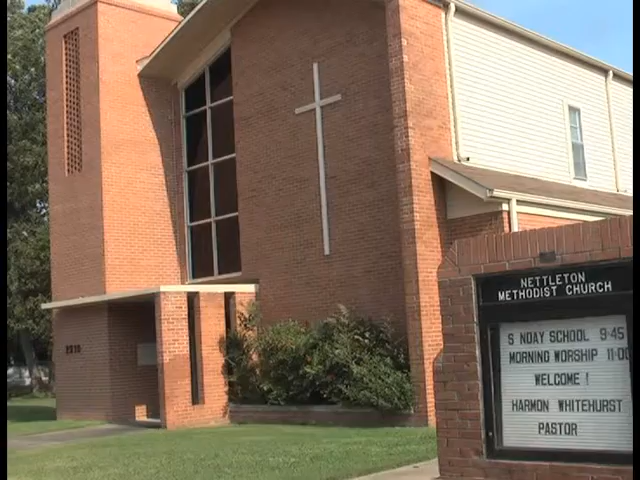 NETTLETON
METHODIST CHURCH
S NDAY SCHOOL 9:45
MORNING WORSHIP 11:00
WELCOME !
HARMON WHITEHURST
PASTOR